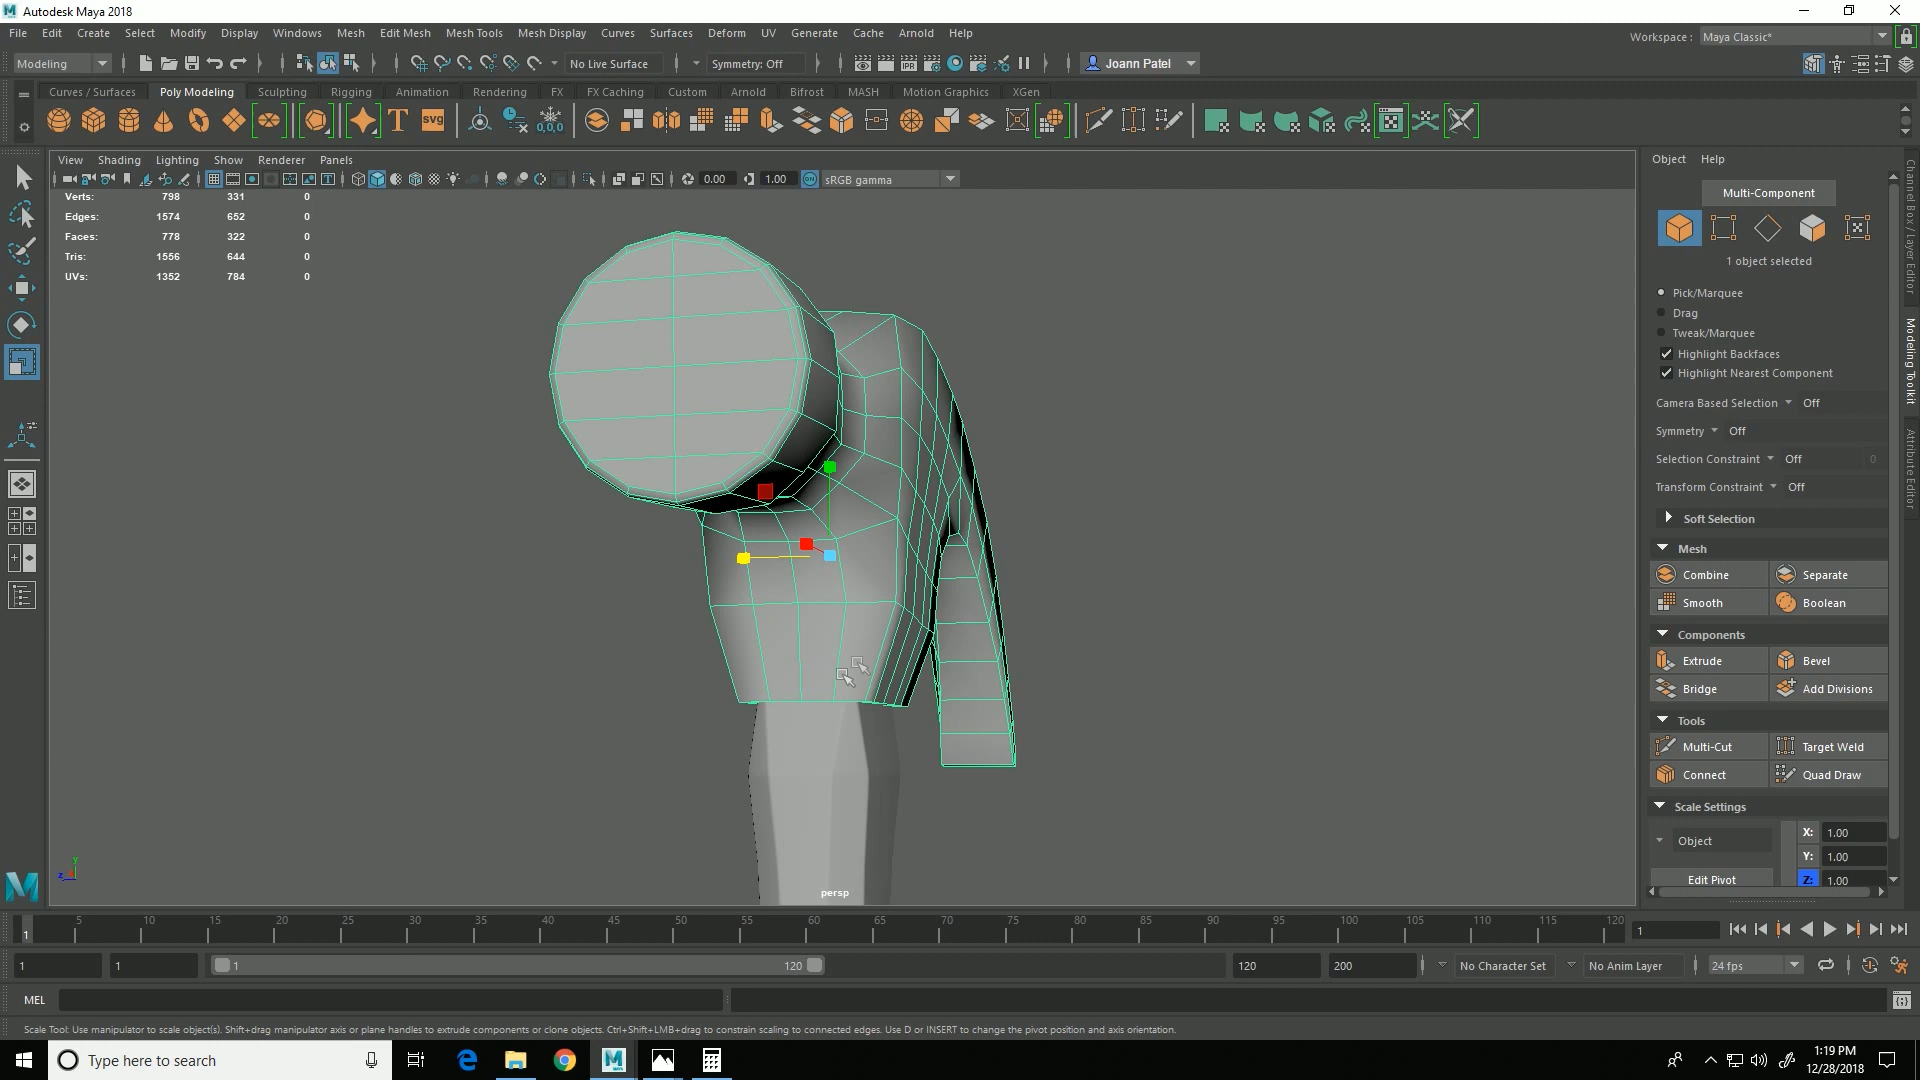 Autodesk Maya 2018
File Edit Create Select Modify Display Windows Mesh Edit Mesh Mesh Tools Mesh Display Curves Surfaces Deform UV Generate Cache Arnold Help
Workspace : Maya Classic*
Modeling No Live Surface Symmetry: Off Joann Patel
Curves / Surfaces Poly Modeling Sculpting Rigging Animation Rendering FX FX Caching Custom Arnold Bifrost MASH Motion Graphics XGen
T SVG 0,0,0
View Shading Lighting Show Renderer Panels
0.00 1.00 ON sRGB gamma
Verts: 798 331 0
Edges: 1574 652 0
Faces: 778 322 0
Tris: 1556 644 0
UVs: 1352 784 0
y
z
persp
Object Help
Multi-Component
1 object selected
Pick/Marquee
Drag
Tweak/Marquee
Highlight Backfaces
Highlight Nearest Component
Camera Based Selection Off
Symmetry Off
Selection Constraint Off 0
Transform Constraint Off
Soft Selection
Mesh
Combine Separate
Smooth Boolean
Components
Extrude Bevel
Bridge Add Divisions
Tools
Multi-Cut Target Weld
Connect Quad Draw
Scale Settings
Object X: 1.00
Y: 1.00
Edit Pivot Z: 1.00
Channel Box / Layer Editor
Modeling Toolkit
Attribute Editor
5 10 15 20 25 30 35 40 45 50 55 60 65 70 75 80 85 90 95 100 105 110 115 120
1 1
1 1 1 120 120 200 No Character Set No Anim Layer 24 fps
MEL
Scale Tool: Use manipulator to scale object(s). Shift+drag manipulator axis or plane handles to extrude components or clone objects. Ctrl+Shift+LMB+drag to constrain scaling to connected edges. Use D or INSERT to change the pivot position and axis orientation.
Type here to search
1:19 PM
12/28/2018